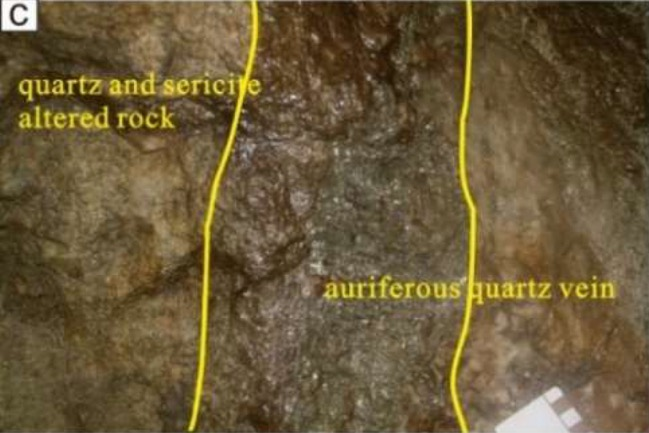 C
quartz and sericite
altered rock
auriferous quartz vein